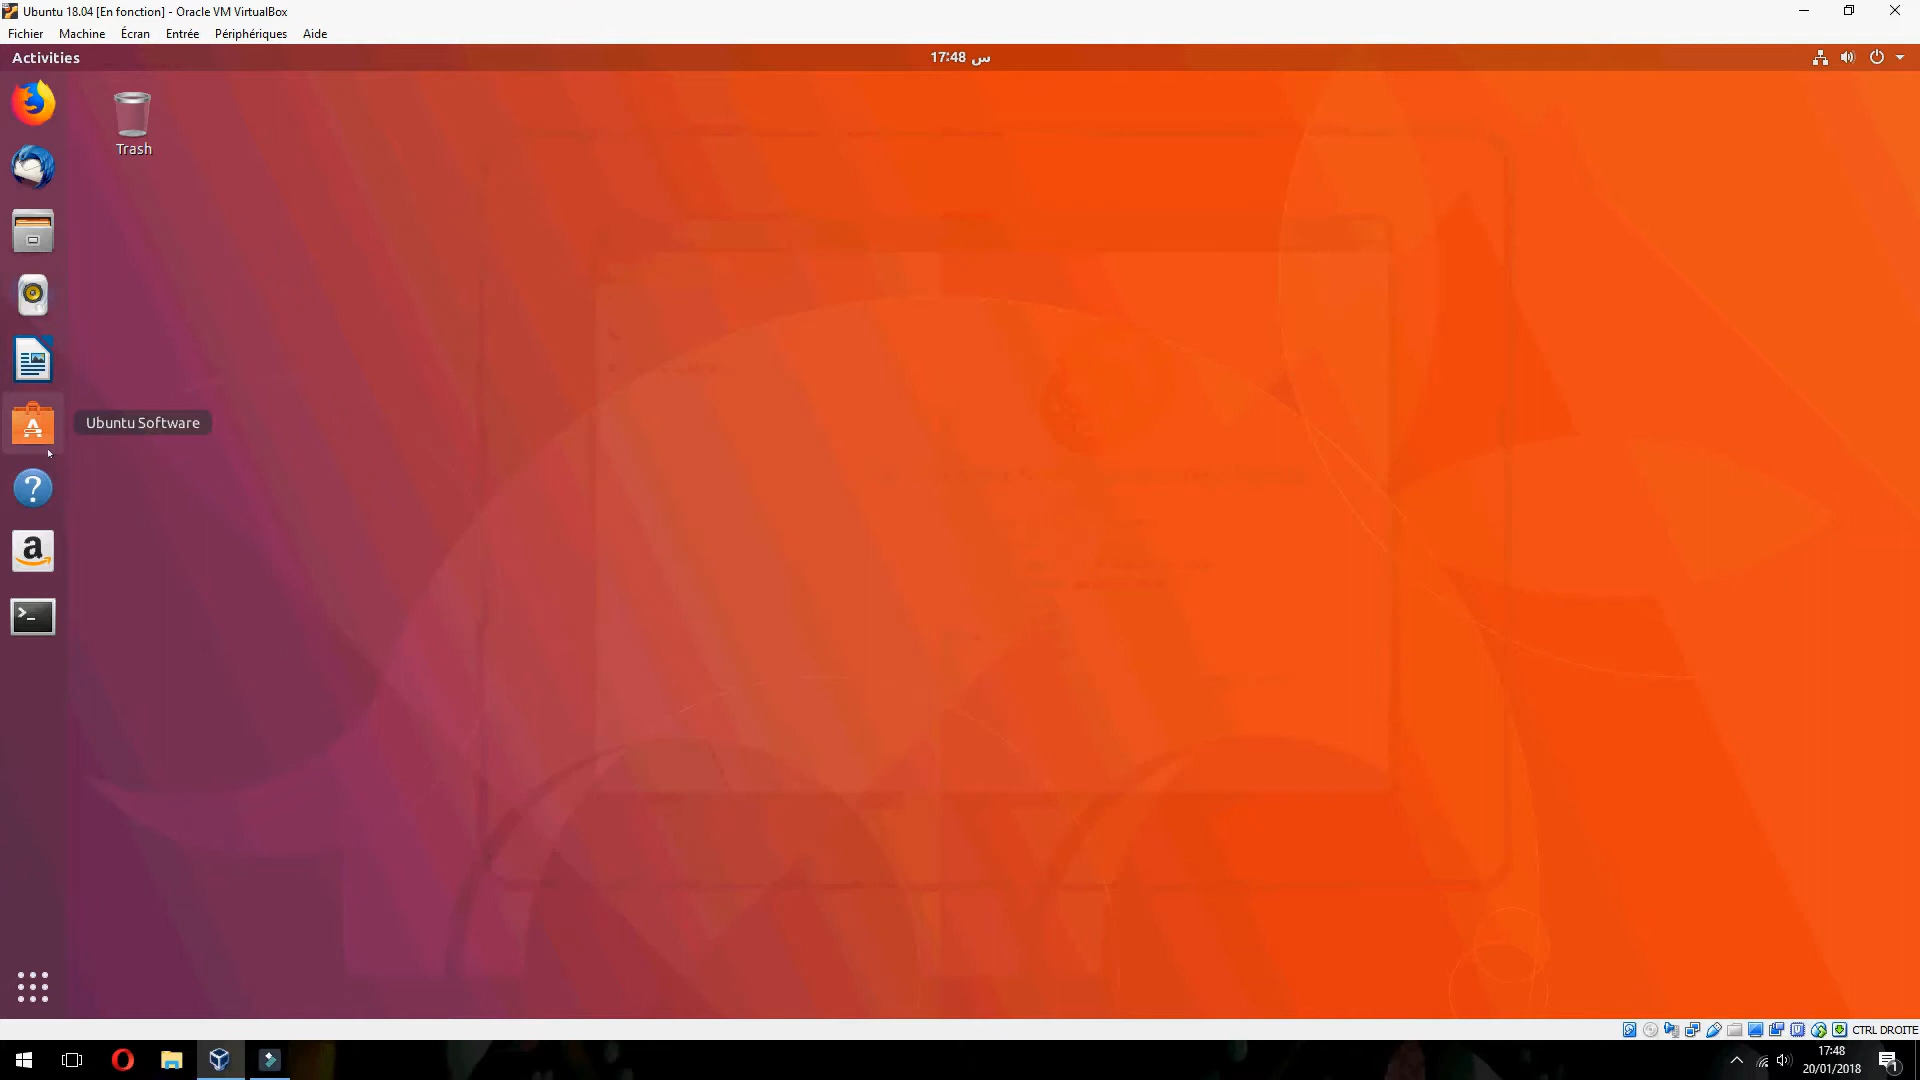 Ubuntu 18.04 [En fonction] - Oracle VM VirtualBox
Fichier Machine Écran Entrée Périphériques Aide
Activities
س 17:48
Trash
Ubuntu Software
CTRL DROITE
17:48
20/01/2018
1